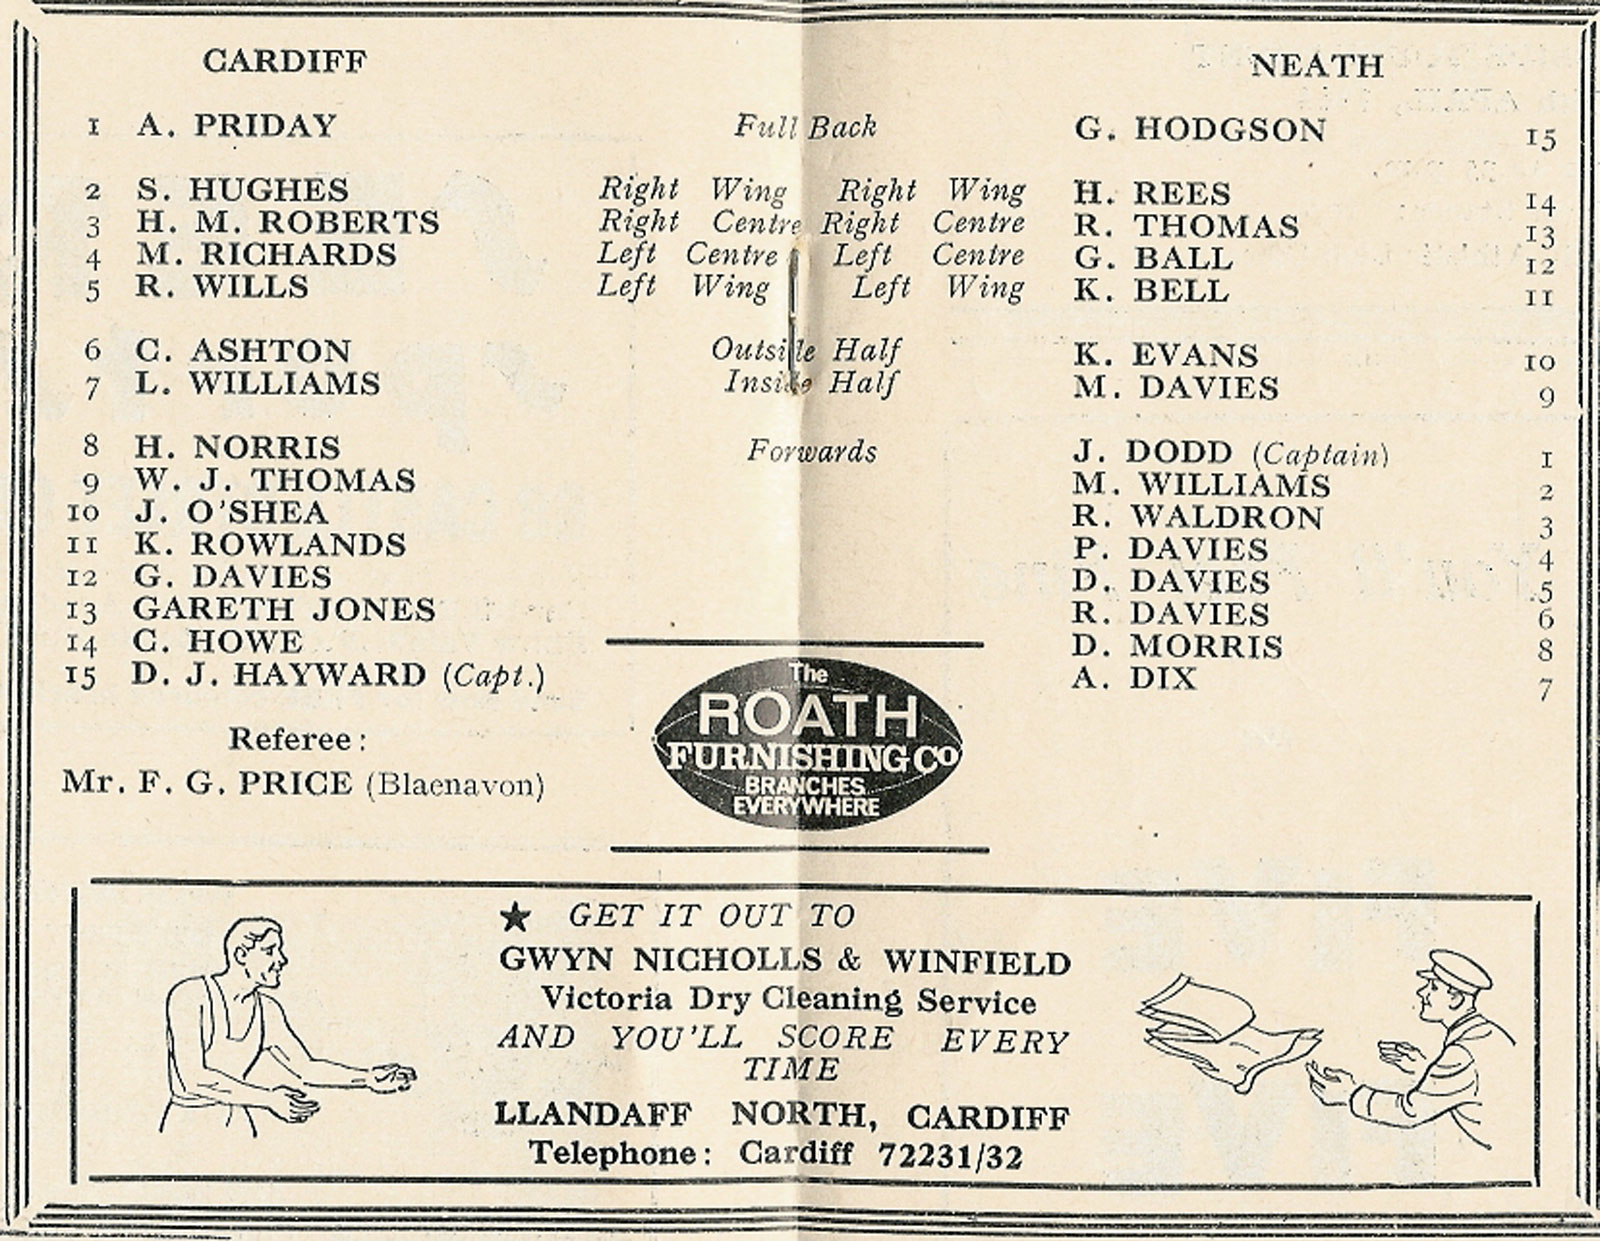 CARDIFF NEATH
1 A. PRIDAY Full Back G. HODGSON 15
2 S. HUGHES Right Wing Right Wing H. REES 14
3 H. M. ROBERTS Right Centre Right Centre R. THOMAS 13
4 M. RICHARDS Left Centre Left Centre G. BALL 12
5 R. WILLS Left Wing Left Wing K. BELL 11
6 C. ASHTON Outside Half K. EVANS 10
7 L. WILLIAMS Inside Half M. DAVIES 9
8 H. NORRIS Forwards J. DODD (Captain) 1
9 W. J. THOMAS M. WILLIAMS 2
10 J. O'SHEA R. WALDRON 3
11 K. ROWLANDS P. DAVIES 4
12 G. DAVIES D. DAVIES 5
13 GARETH JONES R. DAVIES 6
14 C. HOWE D. MORRIS 8
15 D. J. HAYWARD (Capt.) A. DIX 7
Referee:
Mr. F. G. PRICE (Blaenavon)
The
ROATH
FURNISHING CO
BRANCHES
EVERYWHERE
★ GET IT OUT TO
GWYN NICHOLLS & WINFIELD
Victoria Dry Cleaning Service
AND YOU'LL SCORE EVERY
TIME
LLANDAFF NORTH, CARDIFF
Telephone: Cardiff 72231/32